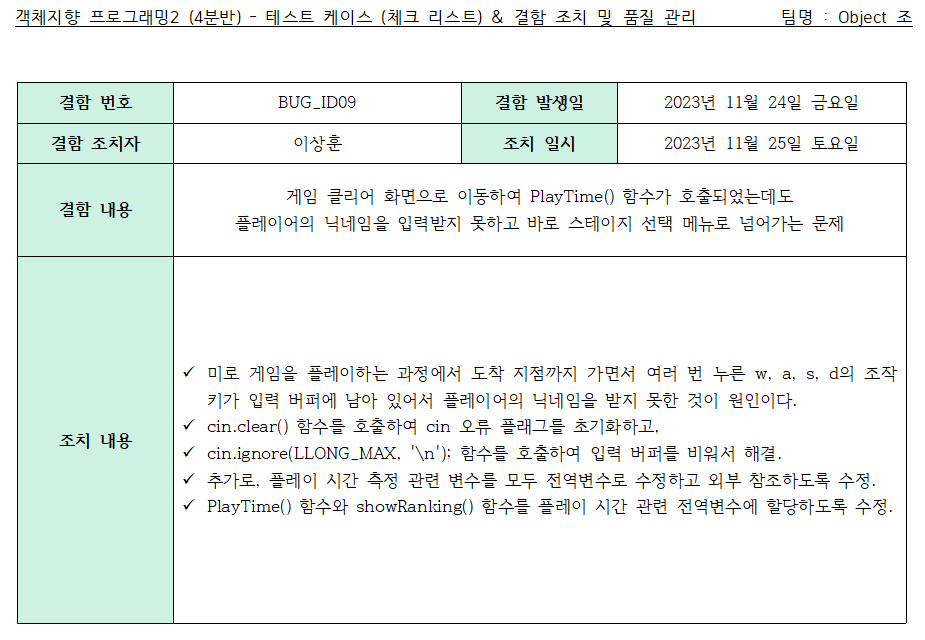 객체지향 프로그래밍2 (4분반) - 테스트 케이스 (체크 리스트) & 결함 조치 및 품질 관리 팀명 : Object 조
결함 번호 BUG_ID09 결함 발생일 2023년 11월 24일 금요일
결함 조치자 이상훈 조치 일시 2023년 11월 25일 토요일
결함 내용
게임 클리어 화면으로 이동하여 PlayTime() 함수가 호출되었는데도
플레이어의 닉네임을 입력받지 못하고 바로 스테이지 선택 메뉴로 넘어가는 문제
조치 내용
✓ 미로 게임을 플레이하는 과정에서 도착 지점까지 가면서 여러 번 누른 w, a, s, d의 조작
키가 입력 버퍼에 남아 있어서 플레이어의 닉네임을 받지 못한 것이 원인이다.
✓ cin.clear() 함수를 호출하여 cin 오류 플래그를 초기화하고,
✓ cin.ignore(LLONG_MAX, '\n'); 함수를 호출하여 입력 버퍼를 비워서 해결.
✓ 추가로, 플레이 시간 측정 관련 변수를 모두 전역변수로 수정하고 외부 참조하도록 수정.
✓ PlayTime() 함수와 showRanking() 함수를 플레이 시간 관련 전역변수에 할당하도록 수정.